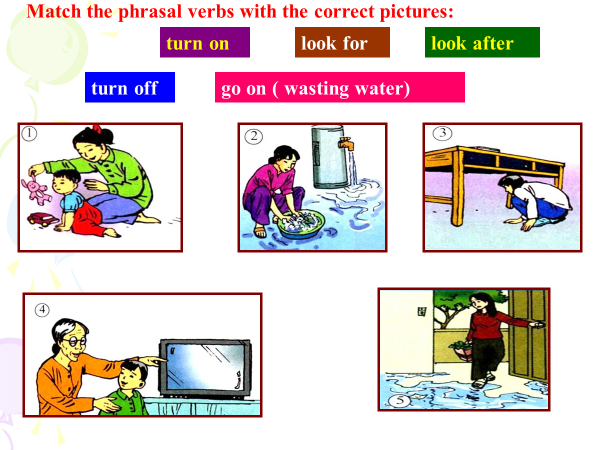 Match the phrasal verbs with the correct pictures:
turn on look for look after
turn off go on ( wasting water)
1 2 3
4
5